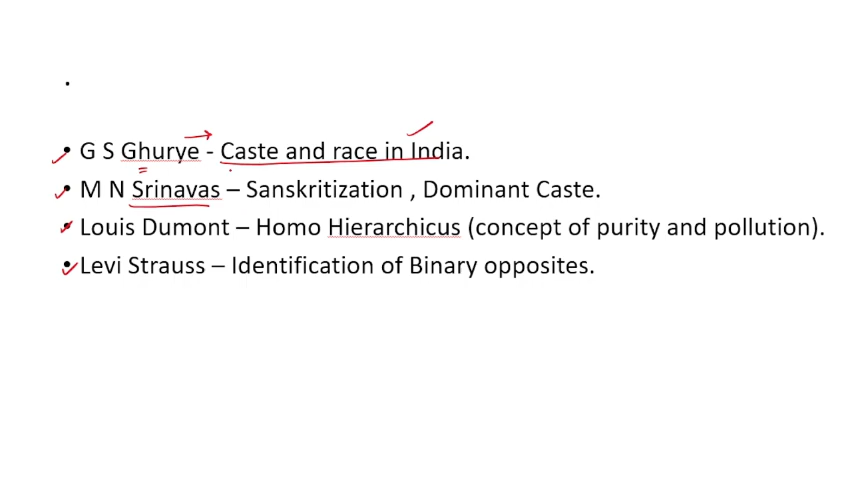 • G S Ghurye - Caste and race in India.
• M N Srinavas – Sanskritization , Dominant Caste.
• Louis Dumont – Homo Hierarchicus (concept of purity and pollution).
• Levi Strauss – Identification of Binary opposites.